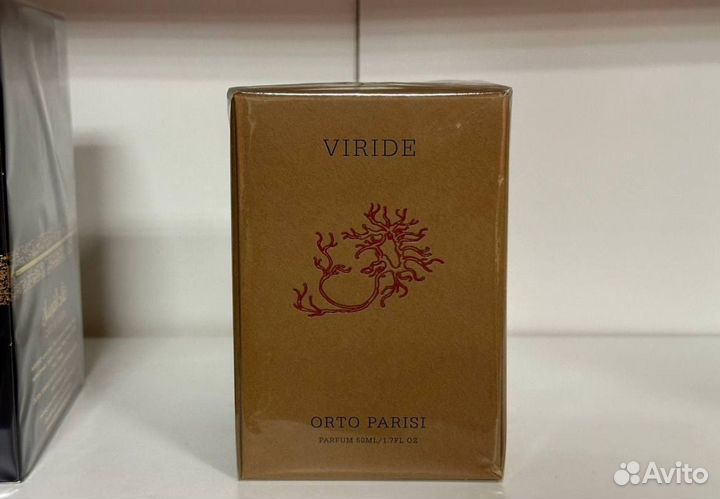 VIRIDE
ORTO PARISI
PARFUM 50ML/1.7FL OZ
Avito